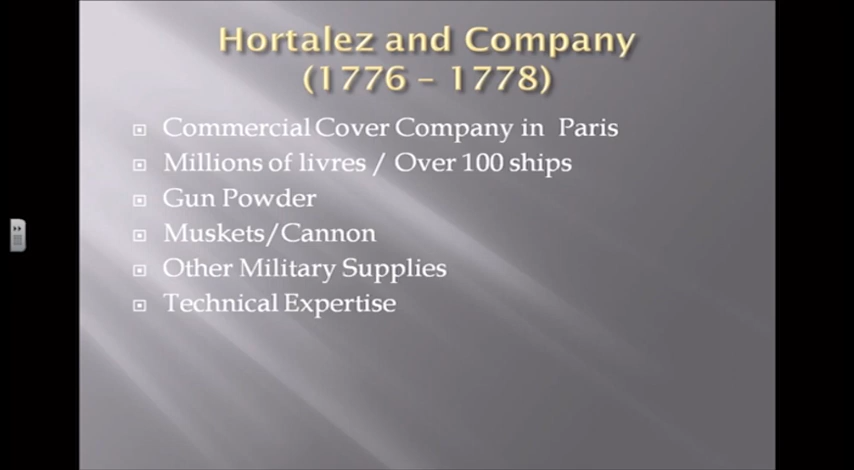 Hortalez and Company
(1776 – 1778)
Commercial Cover Company in Paris
Millions of livres / Over 100 ships
Gun Powder
Muskets/Cannon
Other Military Supplies
Technical Expertise